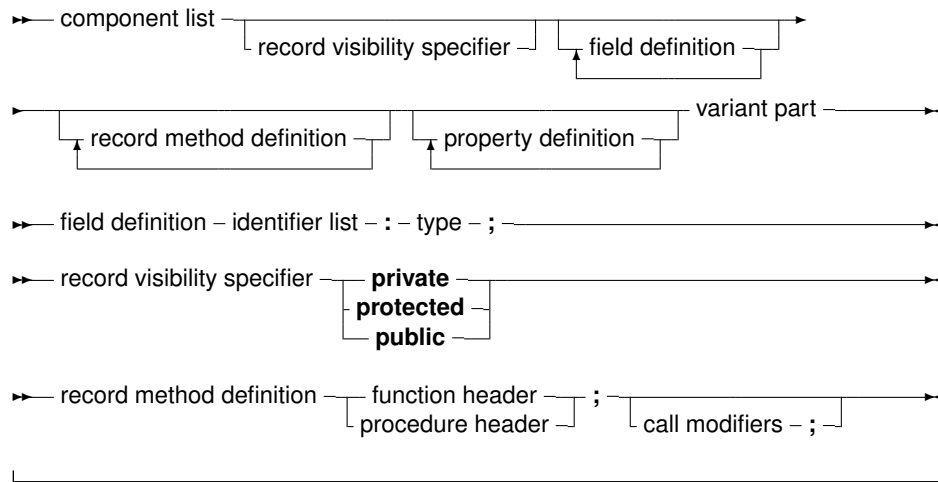 component list
record visibility specifier field definition
record method definition property definition variant part
field definition identifier list : type ;
record visibility specifier private
protected
public
record method definition function header ;
procedure header call modifiers ;